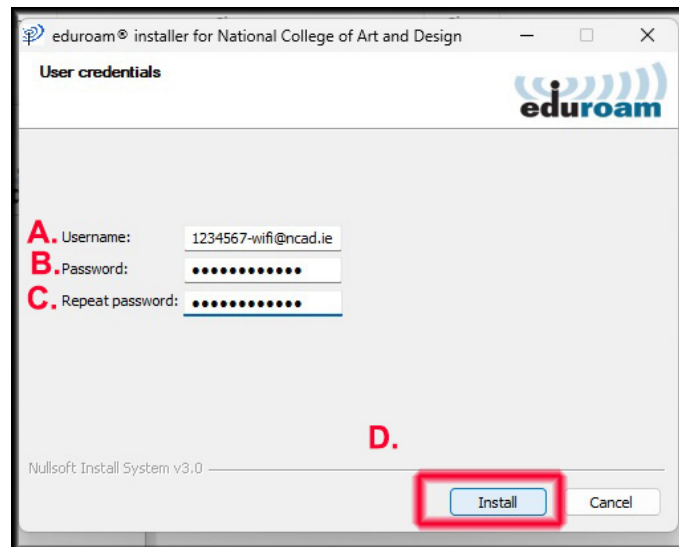 eduroam® installer for National College of Art and Design
User credentials
eduroam
A. Username: 1234567-wifi@ncad.ie
B. Password: ●●●●●●●●●●●●
C. Repeat password: ●●●●●●●●●●●●
D.
Nullsoft Install System v3.0
Install Cancel